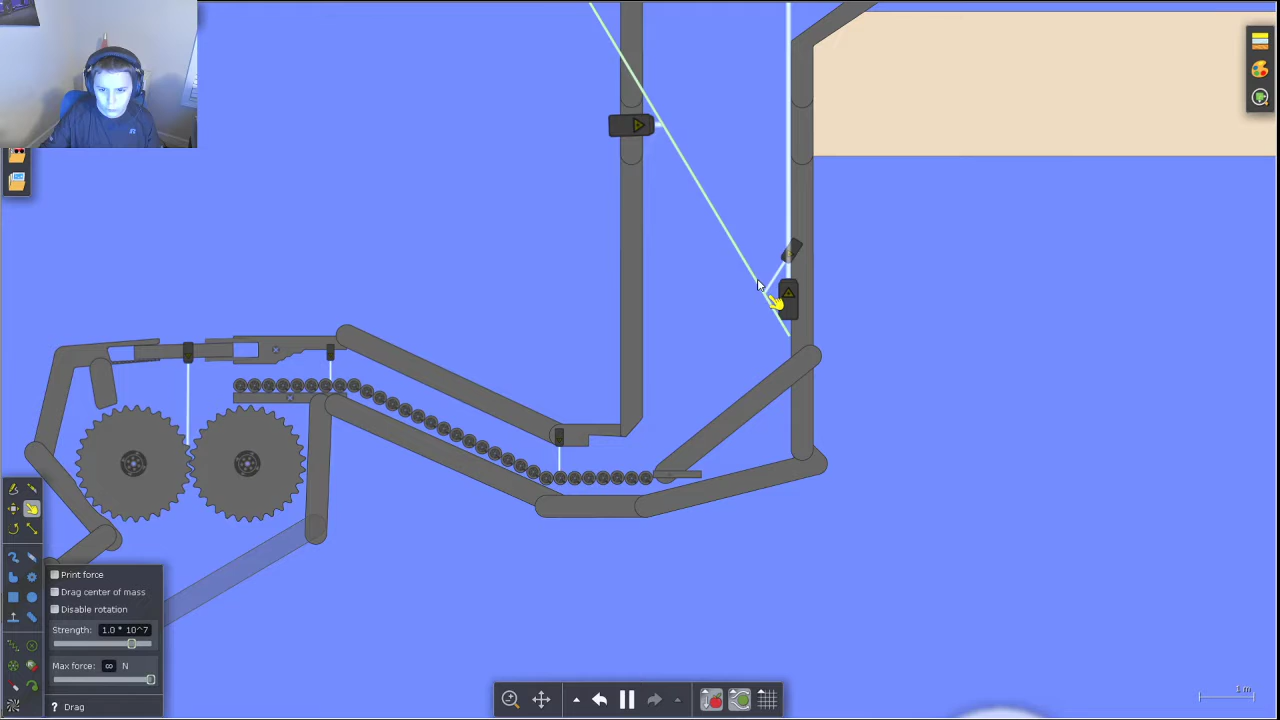 Print force
Drag center of mass
Disable rotation
Strength: 1.0 * 10^7
Max force: ∞ N
? Drag
1 m